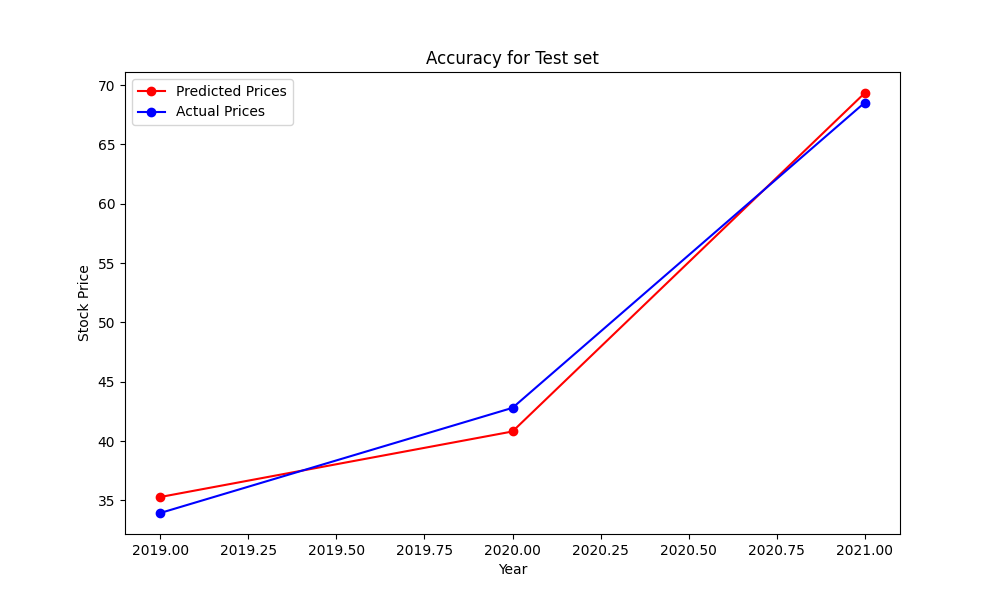 Accuracy for Test set
Predicted Prices
Actual Prices
70
65
60
55
50
45
40
35
Stock Price
2019.00 2019.25 2019.50 2019.75 2020.00 2020.25 2020.50 2020.75 2021.00
Year